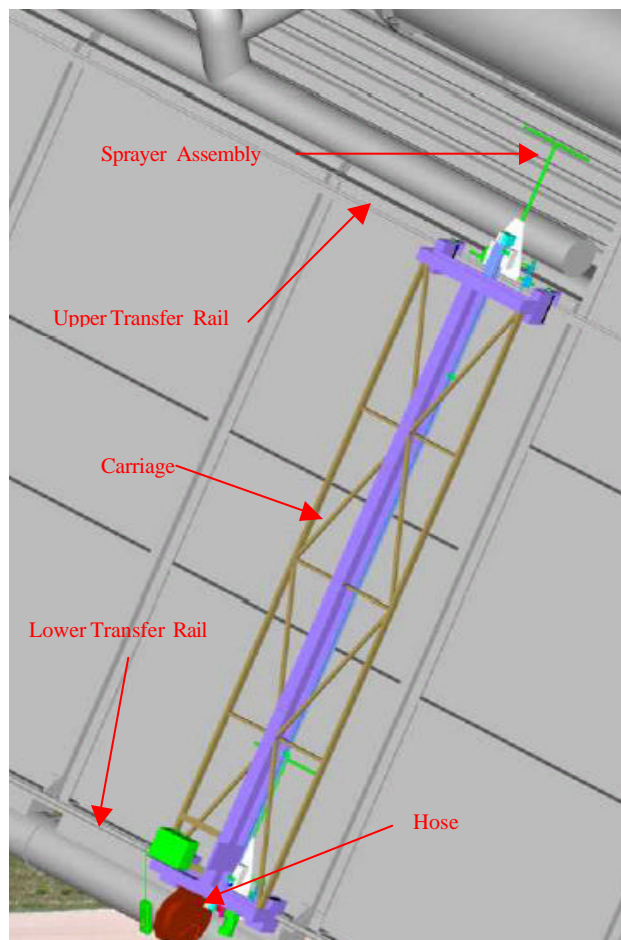 Sprayer Assembly
Upper Transfer Rail
Carriage
Lower Transfer Rail
Hose